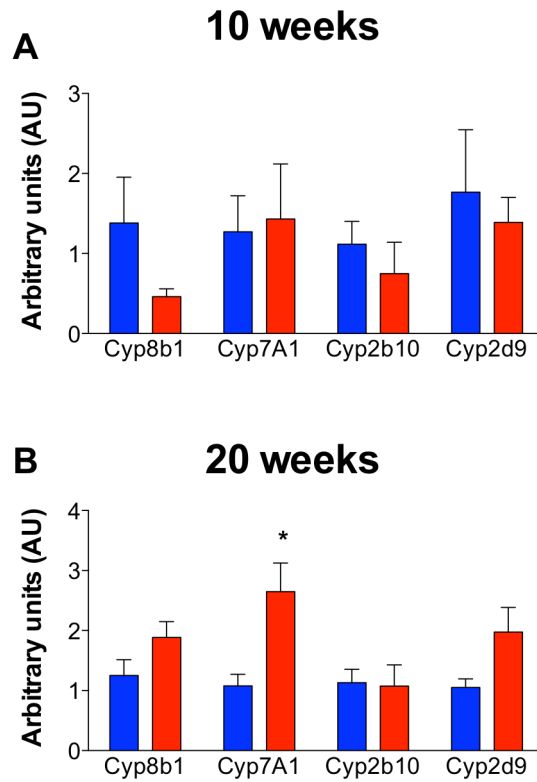 10 weeks
A
Arbitrary units (AU)
3
2
1
0
Cyp8b1 Cyp7A1 Cyp2b10 Cyp2d9
20 weeks
B
Arbitrary units (AU)
4
3
2
1
0
*
Cyp8b1 Cyp7A1 Cyp2b10 Cyp2d9